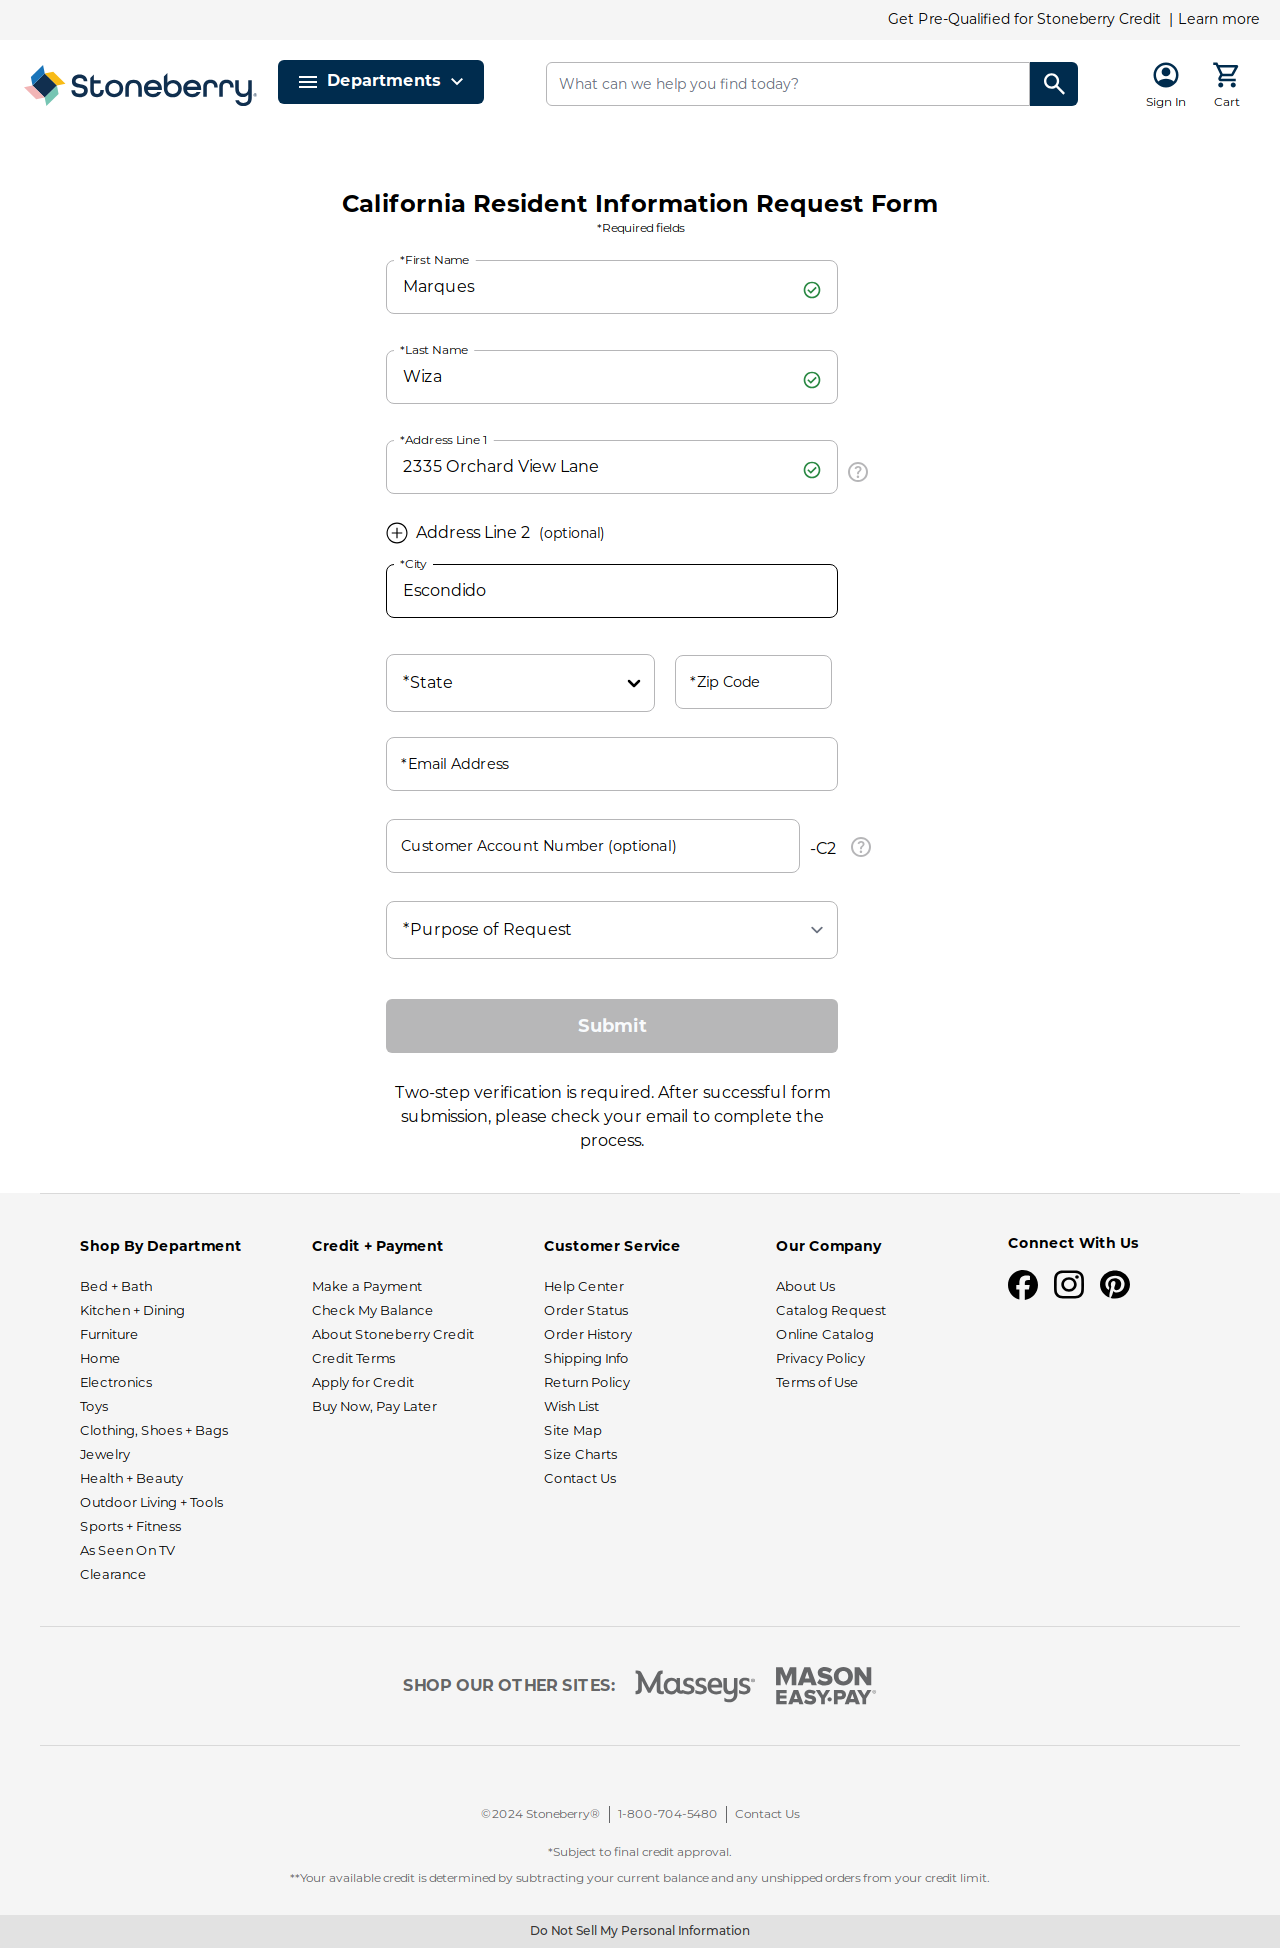 Get Pre-Qualified for Stoneberry Credit | Learn more
Stoneberry®
Departments
What can we help you find today?
Sign In
Cart
California Resident Information Request Form
*Required fields
*First Name
Marques
*Last Name
Wiza
*Address Line 1
2335 Orchard View Lane
Address Line 2 (optional)
*City
Escondido
*State
*Zip Code
*Email Address
Customer Account Number (optional)
-C2
*Purpose of Request
Submit
Two-step verification is required. After successful form
submission, please check your email to complete the
process.
Shop By Department
Bed + Bath
Kitchen + Dining
Furniture
Home
Electronics
Toys
Clothing, Shoes + Bags
Jewelry
Health + Beauty
Outdoor Living + Tools
Sports + Fitness
As Seen On TV
Clearance
Credit + Payment
Make a Payment
Check My Balance
About Stoneberry Credit
Credit Terms
Apply for Credit
Buy Now, Pay Later
Customer Service
Help Center
Order Status
Order History
Shipping Info
Return Policy
Wish List
Site Map
Size Charts
Contact Us
Our Company
About Us
Catalog Request
Online Catalog
Privacy Policy
Terms of Use
Connect With Us
SHOP OUR OTHER SITES:
Masseys®
MASON
EASY•PAY®
©2024 Stoneberry® | 1-800-704-5480 | Contact Us
*Subject to final credit approval.
**Your available credit is determined by subtracting your current balance and any unshipped orders from your credit limit.
Do Not Sell My Personal Information